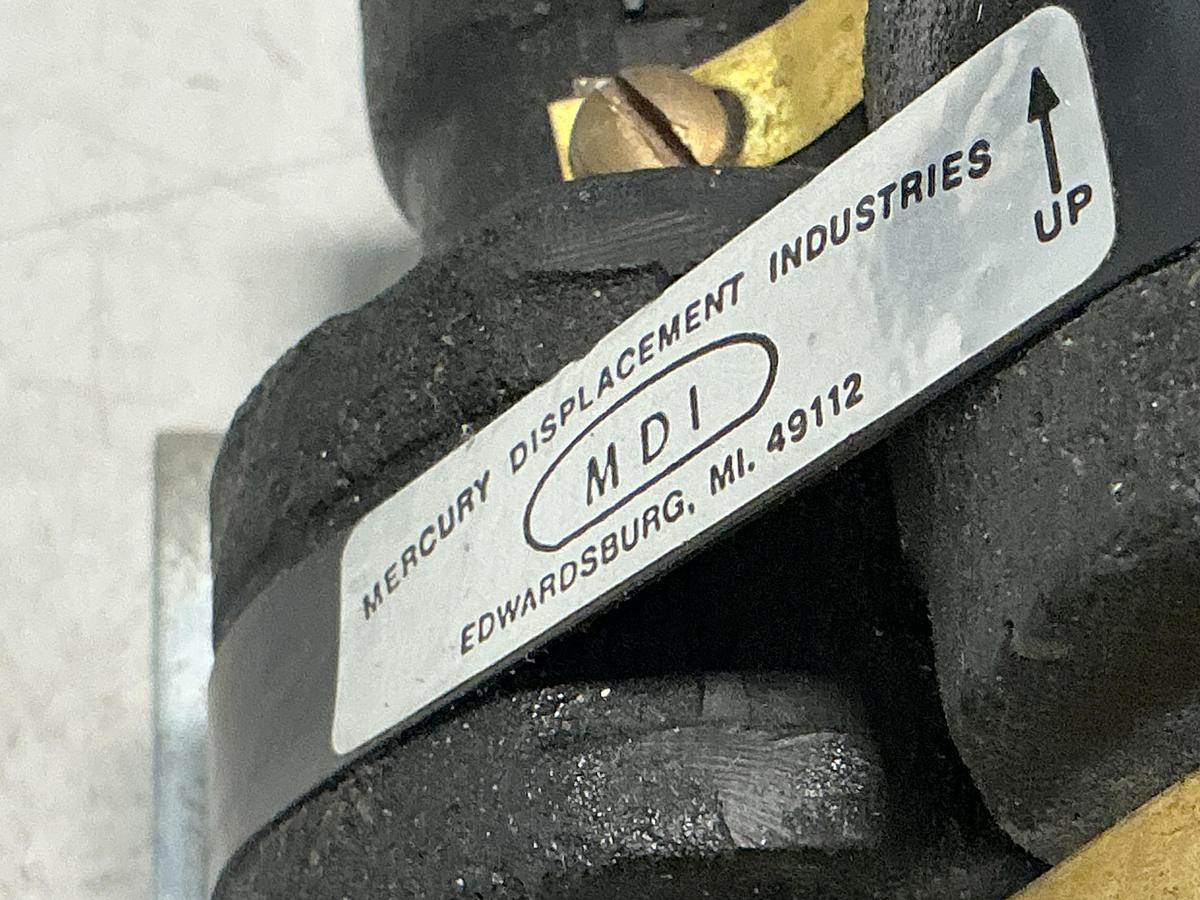 MERCURY DISPLACEMENT INDUSTRIES
UP
MDI
EDWARDSBURG, MI. 49112